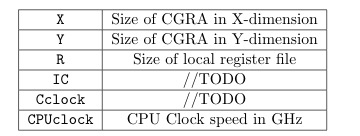 X Size of CGRA in X-dimension
Y Size of CGRA in Y-dimension
R Size of local register file
IC //TODO
Cclock //TODO
CPUclock CPU Clock speed in GHz